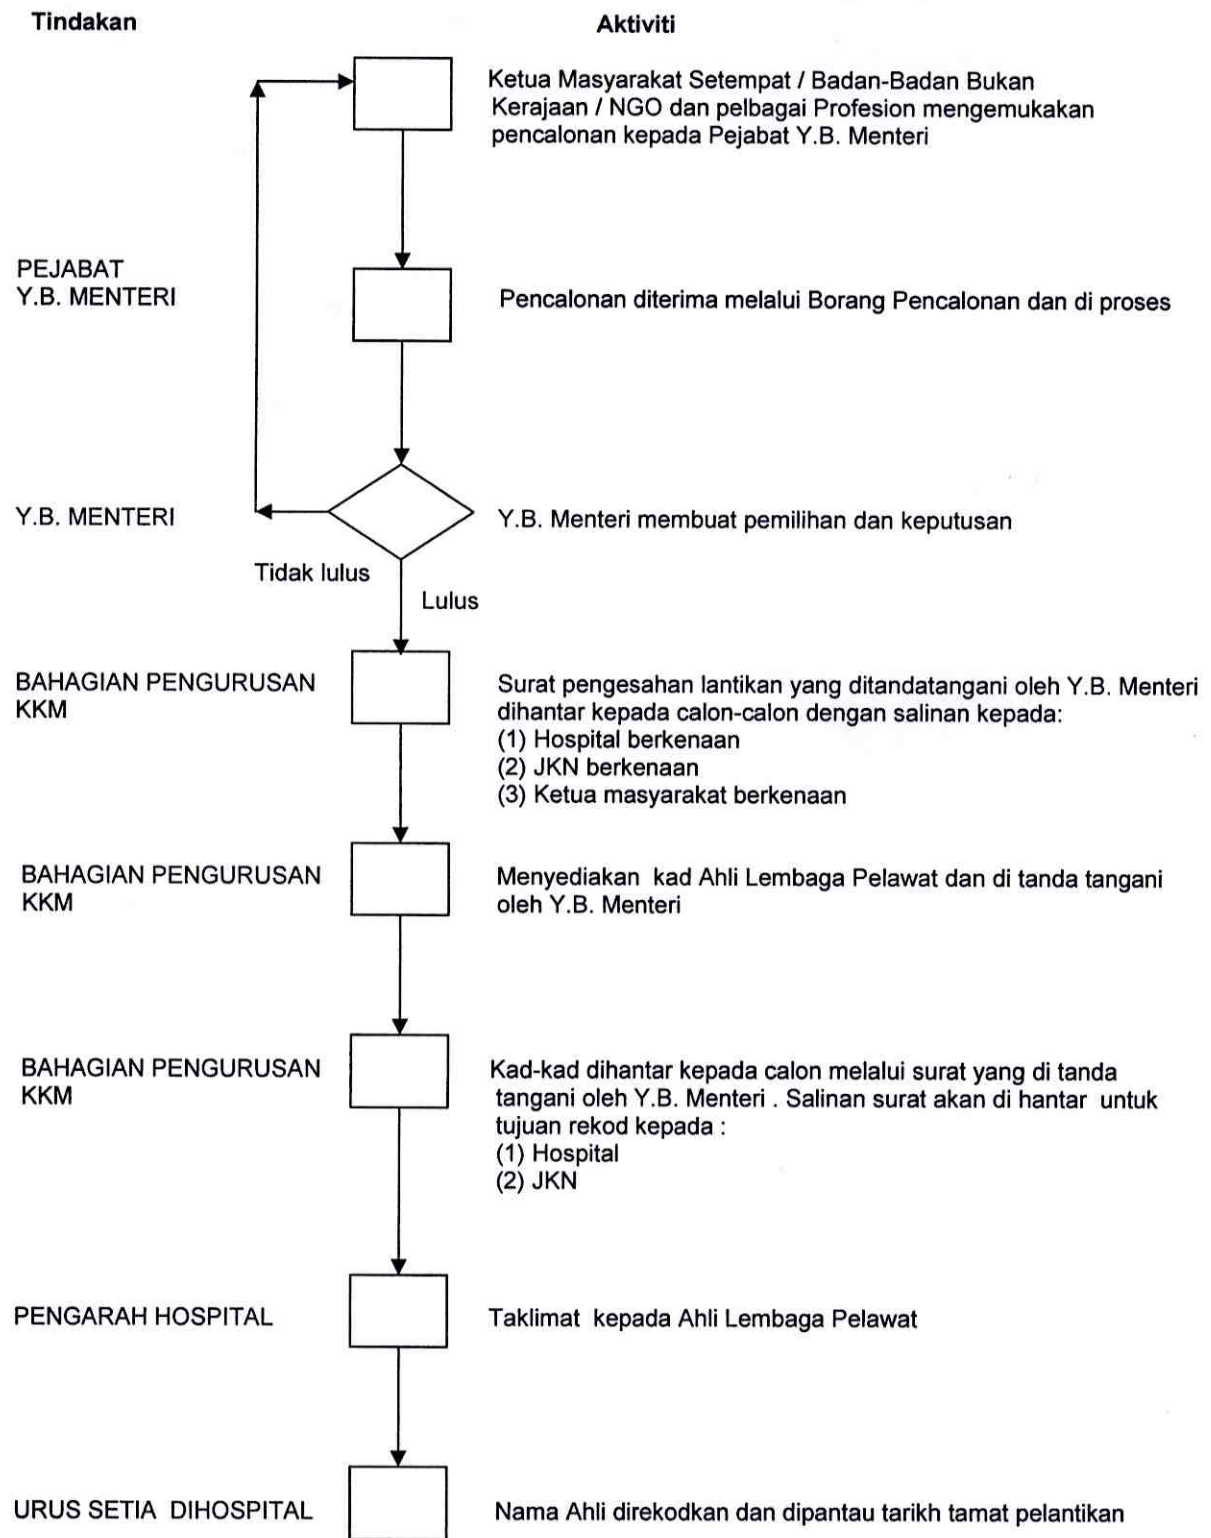 Tindakan
Aktiviti
Ketua Masyarakat Setempat / Badan-Badan Bukan
Kerajaan / NGO dan pelbagai Profesion mengemukakan
pencalonan kepada Pejabat Y.B. Menteri
PEJABAT
Y.B. MENTERI
Pencalonan diterima melalui Borang Pencalonan dan di proses
Y.B. MENTERI
Y.B. Menteri membuat pemilihan dan keputusan
Tidak lulus
Lulus
BAHAGIAN PENGURUSAN
KKM
Surat pengesahan lantikan yang ditandatangani oleh Y.B. Menteri
dihantar kepada calon-calon dengan salinan kepada:
(1) Hospital berkenaan
(2) JKN berkenaan
(3) Ketua masyarakat berkenaan
BAHAGIAN PENGURUSAN
KKM
Menyediakan kad Ahli Lembaga Pelawat dan di tanda tangani
oleh Y.B. Menteri
BAHAGIAN PENGURUSAN
KKM
Kad-kad dihantar kepada calon melalui surat yang di tanda
tangani oleh Y.B. Menteri . Salinan surat akan di hantar untuk
tujuan rekod kepada :
(1) Hospital
(2) JKN
PENGARAH HOSPITAL
Taklimat kepada Ahli Lembaga Pelawat
URUS SETIA DIHOSPITAL
Nama Ahli direkodkan dan dipantau tarikh tamat pelantikan